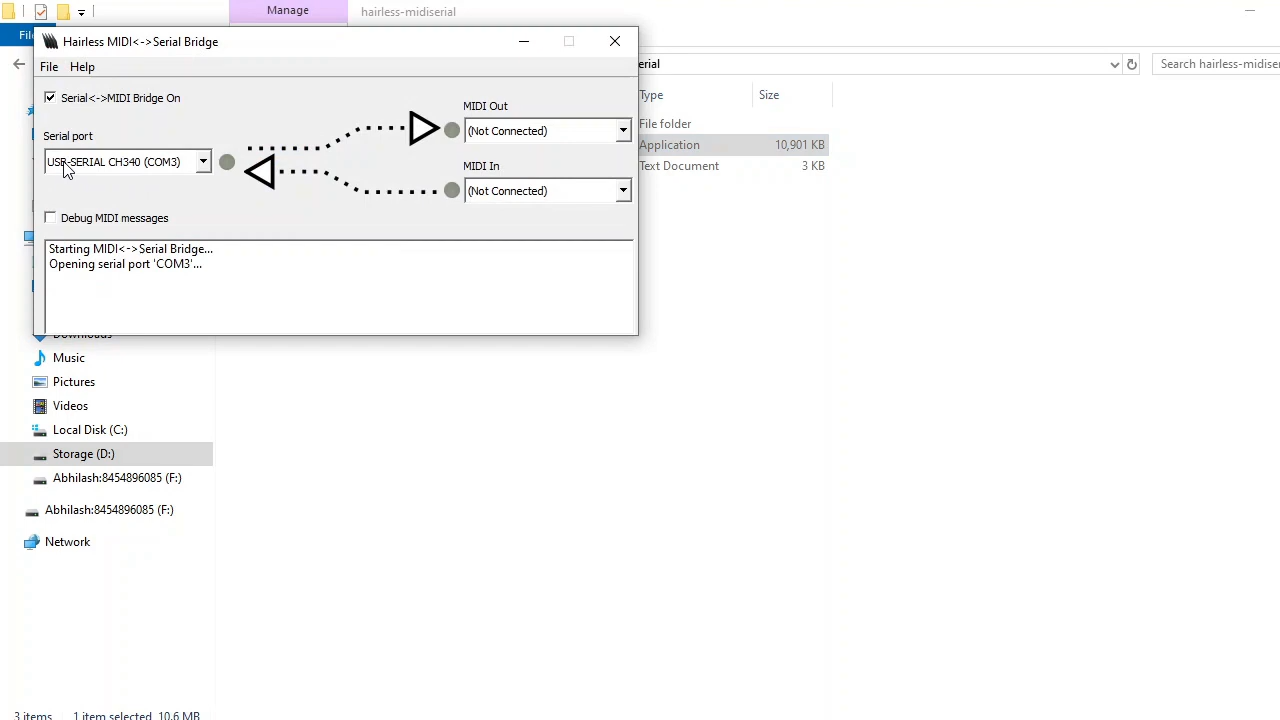 Manage
hairless-midiserial
File
Hairless MIDI<->Serial Bridge
File Help
erial
Search hairless-midiser
Serial<->MIDI Bridge On
MIDI Out
(Not Connected)
Serial port
USB-SERIAL CH340 (COM3)
MIDI In
(Not Connected)
Debug MIDI messages
Starting MIDI<->Serial Bridge...
Opening serial port 'COM3'...
Type Size
File folder
Application 10,901 KB
Text Document 3 KB
Downloads
Music
Pictures
Videos
Local Disk (C:)
Storage (D:)
Abhilash:8454896085 (F:)
Abhilash:8454896085 (F:)
Network
3 items 1 item selected 10.6 MB